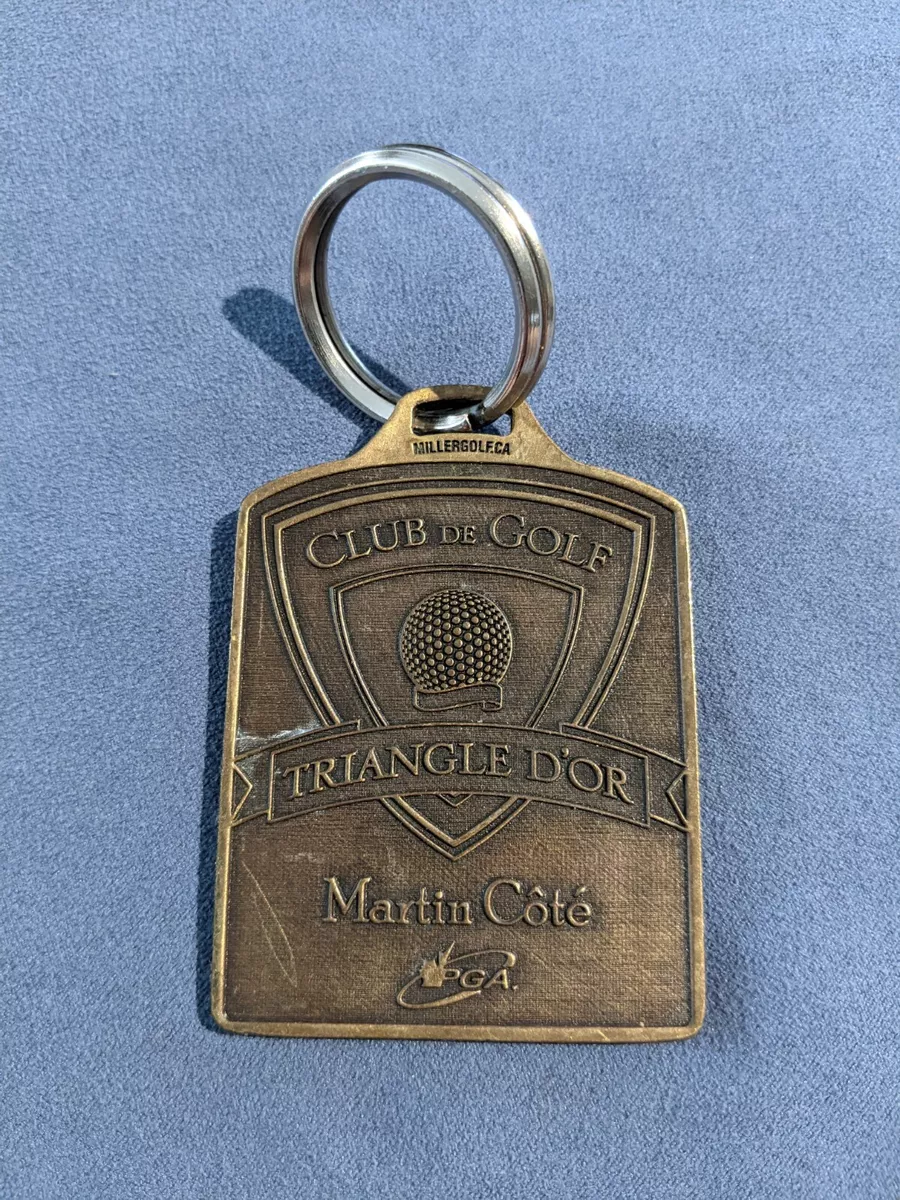 MILLERGOLF.CA
CLUB DE GOLF
TRIANGLE D'OR
Martin Côté
PGA.